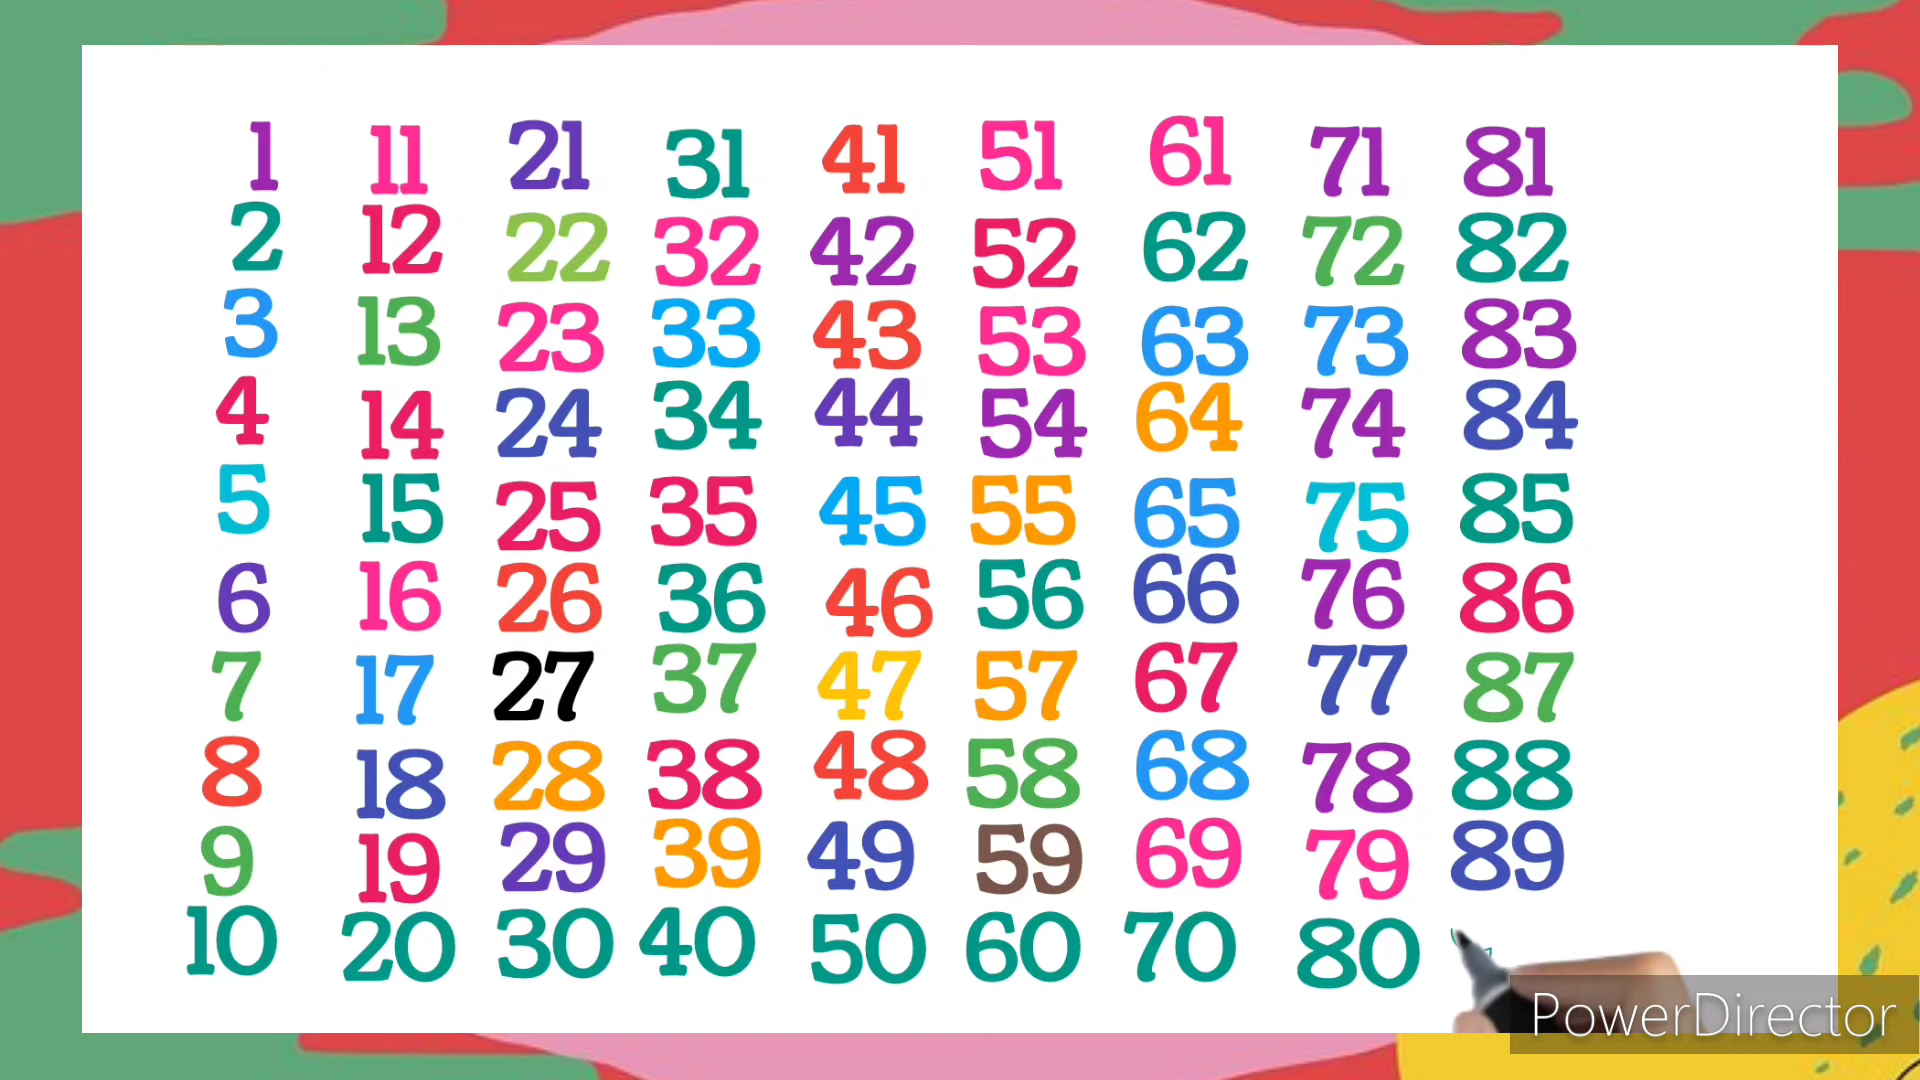 1 11 21 31 41 51 61 71 81
2 12 22 32 42 52 62 72 82
3 13 23 33 43 53 63 73 83
4 14 24 34 44 54 64 74 84
5 15 25 35 45 55 65 75 85
6 16 26 36 46 56 66 76 86
7 17 27 37 47 57 67 77 87
8 18 28 38 48 58 68 78 88
9 19 29 39 49 59 69 79 89
10 20 30 40 50 60 70 80
PowerDirector